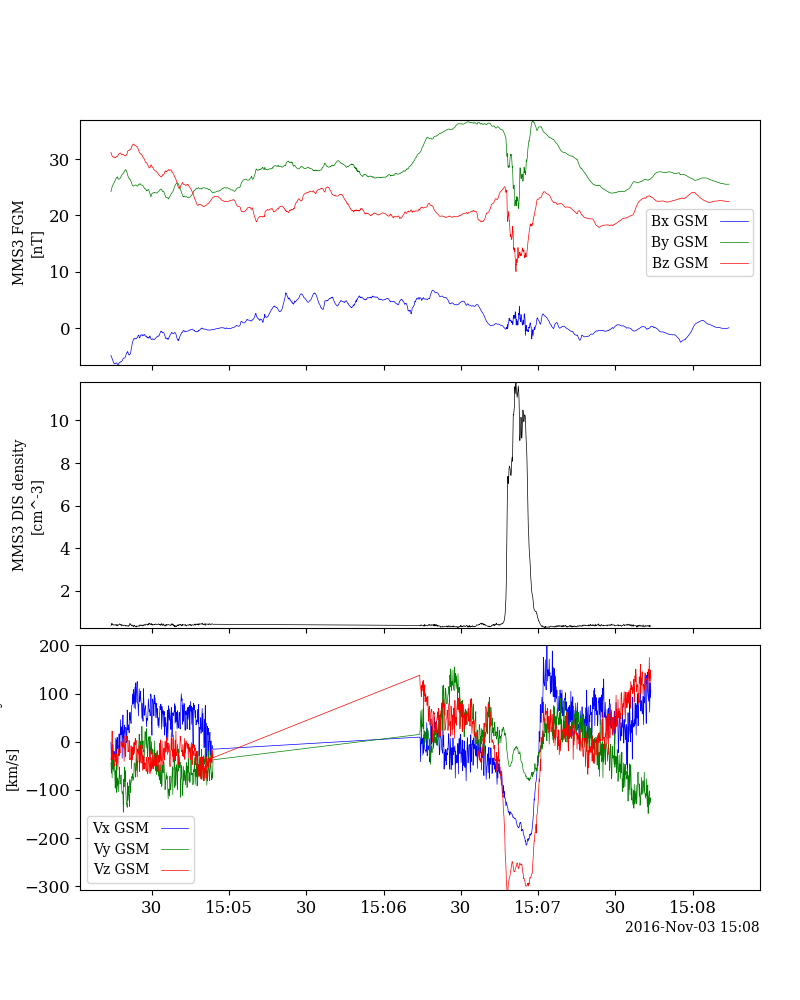 MMS3 FGM
[nT]
30
20
10
0
Bx GSM
By GSM
Bz GSM
MMS3 DIS density
[cm^-3]
10
8
6
4
2
[km/s]
200
100
0
−100
−200
−300
Vx GSM
Vy GSM
Vz GSM
30 15:05 30 15:06 30 15:07 30 15:08
2016-Nov-03 15:08